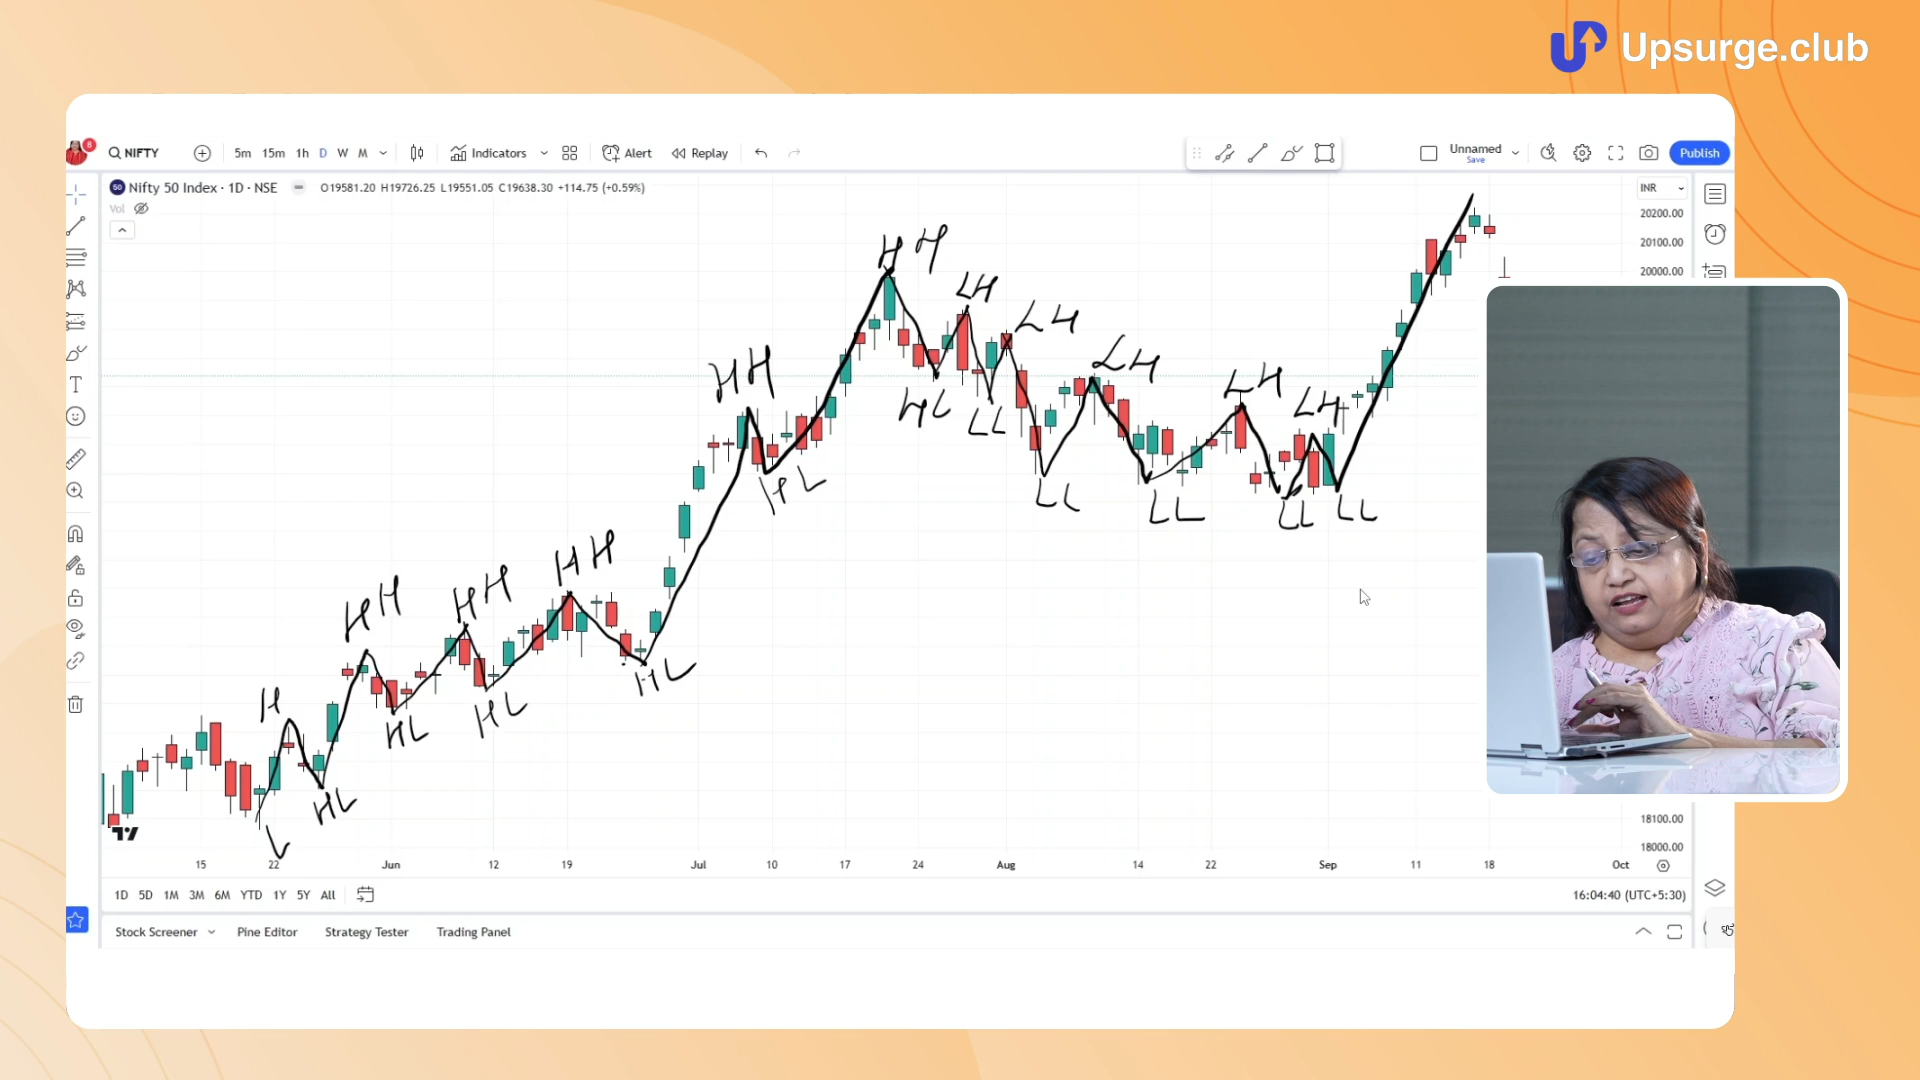 Upsurge.club
8
NIFTY
5m 15m 1h D W M
Indicators
Alert
Replay
Unnamed
Save
Publish
50 Nifty 50 Index · 1D · NSE
O19581.20 H19726.25 L19551.05 C19638.30 +114.75 (+0.59%)
Vol
INR
20200.00
20100.00
20000.00
HH
LH
LH
HH
LH
LH
LH
HL
LL
HL
LL
LL
LL
LL
HH
HH
HH
HL
H
HL
HL
HL
L
18100.00
18000.00
15 22 Jun 12 19 Jul 10 17 24 Aug 14 22 Sep 11 18 Oct
1D 5D 1M 3M 6M YTD 1Y 5Y All
16:04:40 (UTC+5:30)
Stock Screener Pine Editor Strategy Tester Trading Panel